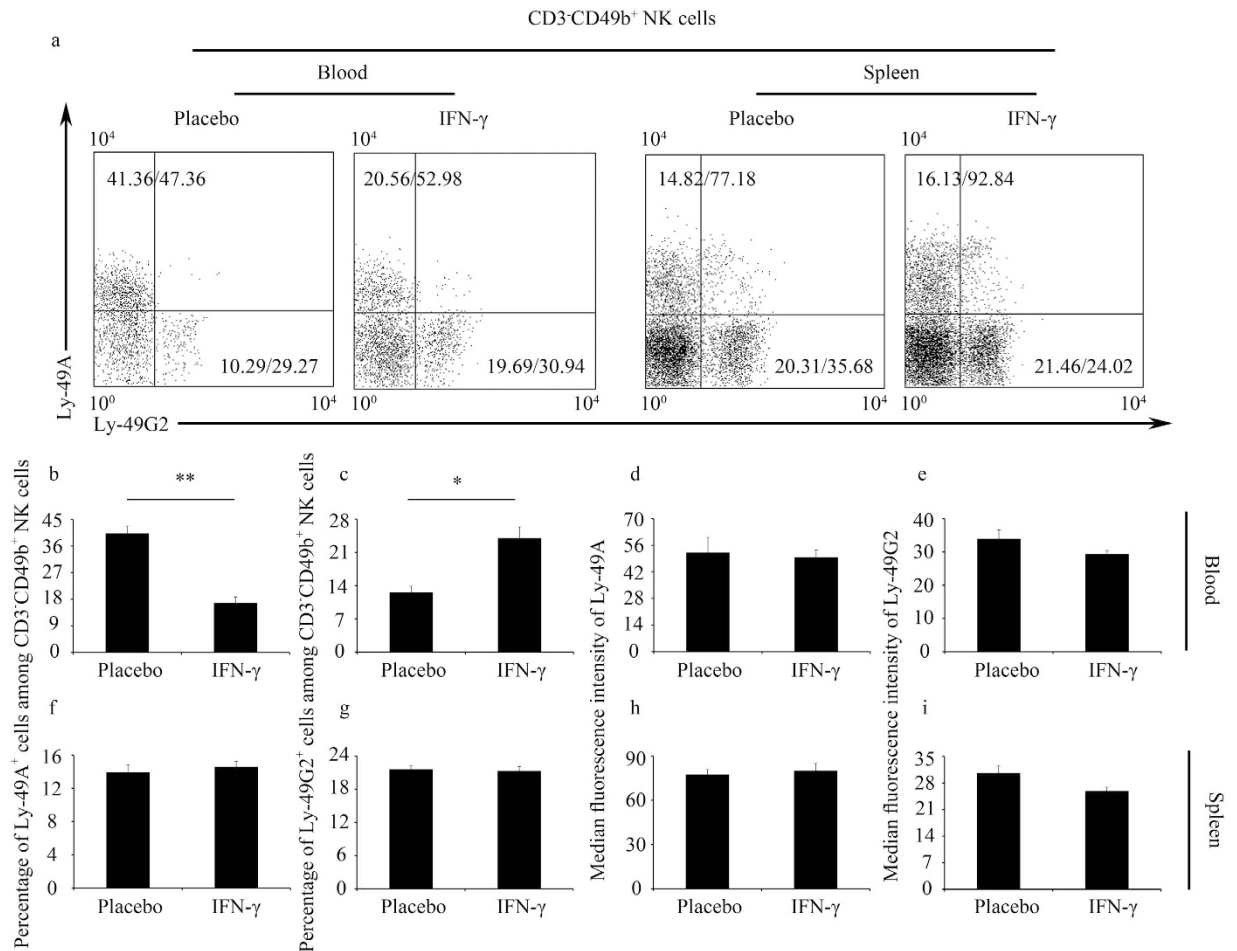 CD3⁻CD49b⁺ NK cells
a
Blood
Spleen
Placebo
IFN-γ
Placebo
IFN-γ
10⁴
10⁴
10⁴
10⁴
41.36/47.36
20.56/52.98
14.82/77.18
16.13/92.84
10.29/29.27
19.69/30.94
20.31/35.68
21.46/24.02
10⁰
10⁴
10⁰
10⁴
10⁰
10⁴
10⁰
10⁴
Ly-49A
Ly-49G2
b
**
Percentage of Ly-49A⁺ cells among CD3⁻CD49b⁺ NK cells
45
36
27
18
9
0
Placebo
IFN-γ
c
*
Percentage of Ly-49G2⁺ cells among CD3⁻CD49b⁺ NK cells
28
21
14
7
0
Placebo
IFN-γ
d
Median fluorescence intensity of Ly-49A
70
56
42
28
14
0
Placebo
IFN-γ
e
Median fluorescence intensity of Ly-49G2
40
30
20
10
0
Placebo
IFN-γ
Blood
f
16
12
8
4
0
Placebo
IFN-γ
g
24
18
12
6
0
Placebo
IFN-γ
h
90
60
30
0
Placebo
IFN-γ
i
35
28
21
14
7
0
Placebo
IFN-γ
Spleen